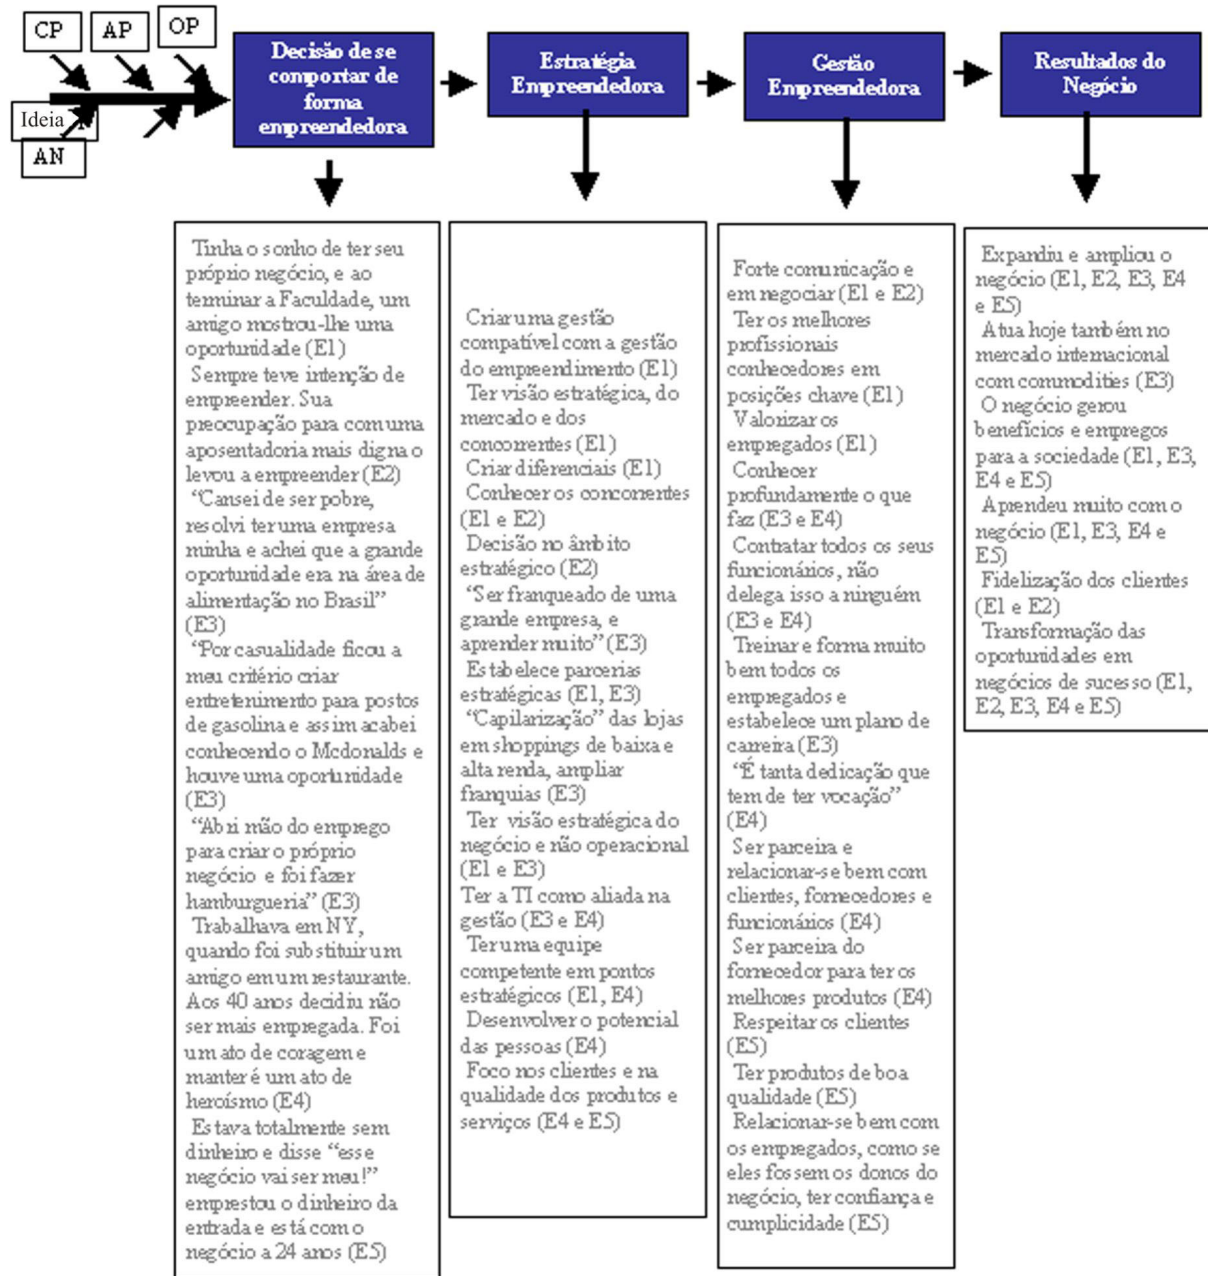 CP
AP
OP
Ideia
AN
Decisão de se
comportar de
forma
empreendedora
Estratégia
Empreendedora
Gestão
Empreendedora
Resultados do
Negócio
Tinha o sonho de ter seu
próprio negócio, e ao
terminar a Faculdade, um
amigo mostrou-lhe uma
oportunidade (E1)
Sempre teve intenção de
empreender. Sua
preocupação para com uma
aposentadoria mais digna o
levou a empreender (E2)
“Cansei de ser pobre,
resolvi ter uma empresa
minha e achei que a grande
oportunidade era na área de
alimentação no Brasil”
(E3)
“Por casualidade ficou a
meu critério criar
entretenimento para postos
de gasolina e assim acabei
conhecendo o Mcdonalds e
houve uma oportunidade
(E3)
“Abri mão do emprego
para criar o próprio
negócio e foi fazer
hamburgueria” (E3)
Trabalhava em NY,
quando foi substituir um
amigo em um restaurante.
Aos 40 anos decidiu não
ser mais empregada. Foi
um ato de coragem e
manter é um ato de
heroísmo (E4)
Estava totalmente sem
dinheiro e disse “esse
negócio vai ser meu!”
emprestou o dinheiro da
entrada e está com o
negócio a 24 anos (E5)
Criar uma gestão
compatível com a gestão
do empreendimento (E1)
Ter visão estratégica, do
mercado e dos
concorrentes (E1)
Criar diferenciais (E1)
Conhecer os concorrentes
(E1 e E2)
Decisão no âmbito
estratégico (E2)
“Ser franqueado de uma
grande empresa, e
aprender muito” (E3)
Estabelece parcerias
estratégicas (E1, E3)
“Capilarização” das lojas
em shoppings de baixa e
alta renda, ampliar
franquias (E3)
Ter visão estratégica do
negócio e não operacional
(E1 e E3)
Ter a TI como aliada na
gestão (E3 e E4)
Ter uma equipe
competente em pontos
estratégicos (E1, E4)
Desenvolver o potencial
das pessoas (E4)
Foco nos clientes e na
qualidade dos produtos e
serviços (E4 e E5)
Forte comunicação e
em negociar (E1 e E2)
Ter os melhores
profissionais
conhecedores em
posições chave (E1)
Valorizar os
empregados (E1)
Conhecer
profundamente o que
faz (E3 e E4)
Contratar todos os seus
funcionários, não
delega isso a ninguém
(E3 e E4)
Treinar e forma muito
bem todos os
empregados e
estabelece um plano de
carreira (E3)
“É tanta dedicação que
tem de ter vocação”
(E4)
Ser parceira e
relacionar-se bem com
clientes, fornecedores e
funcionários (E4)
Ser parceira do
fornecedor para ter os
melhores produtos (E4)
Respeitar os clientes
(E5)
Ter produtos de boa
qualidade (E5)
Relacionar-se bem com
os empregados, como se
eles fossem os donos do
negócio, ter confiança e
cumplicidade (E5)
Expandiu e ampliou o
negócio (E1, E2, E3, E4
e E5)
Atua hoje também no
mercado internacional
com commodities (E3)
O negócio gerou
benefícios e empregos
para a sociedade (E1, E3,
E4 e E5)
Aprendeu muito com o
negócio (E1, E3, E4 e
E5)
Fidelização dos clientes
(E1 e E2)
Transformação das
oportunidades em
negócios de sucesso (E1,
E2, E3, E4 e E5)